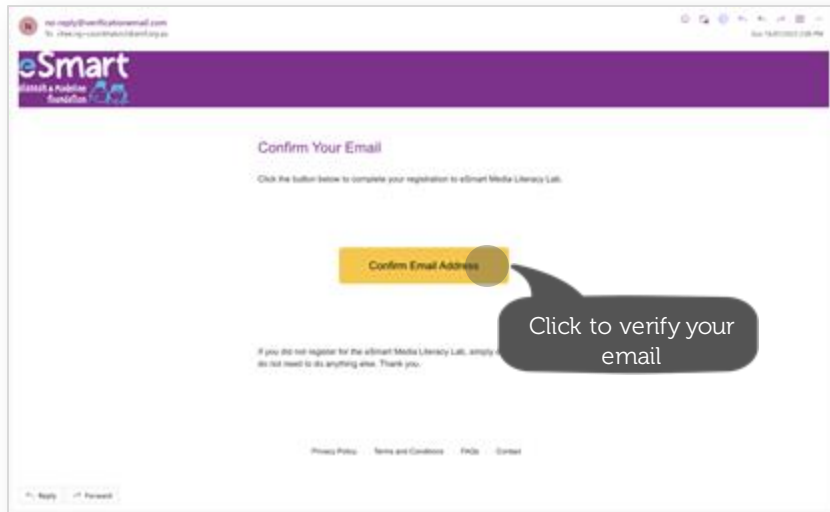 N
no-reply@verificationemail.com
eSmart
alannah & madeline
foundation
Confirm Your Email
Click the button below to complete your registration to eSmart Media Literacy Lab.
Confirm Email Address
Click to verify your
email
If you did not register for the eSmart Media Literacy Lab, simply
do not need to do anything else. Thank you.
Privacy Policy Terms and Conditions FAQs Contact
Reply Forward